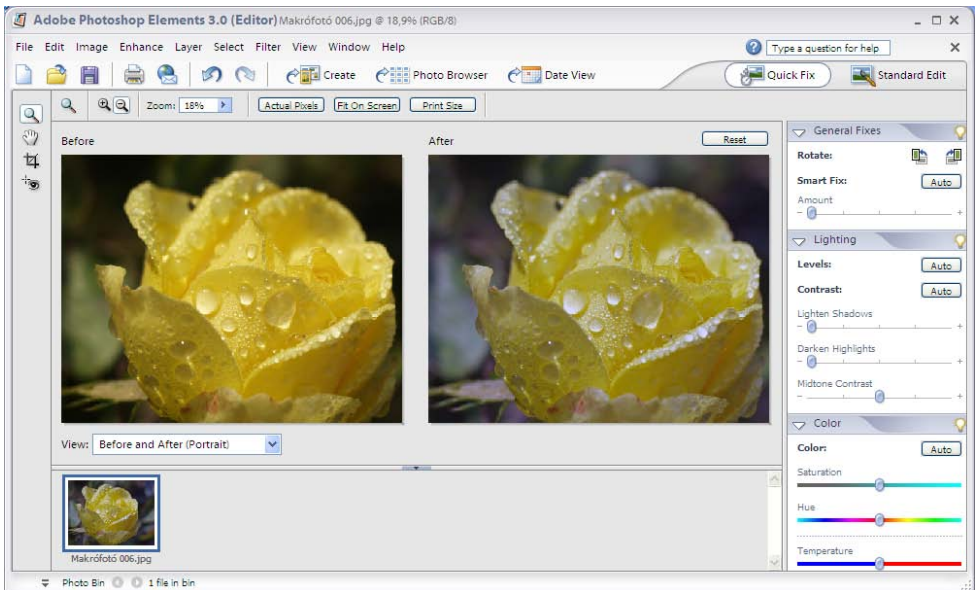 Adobe Photoshop Elements 3.0 (Editor) Makrófotó 006.jpg @ 18,9% (RGB/8)
File Edit Image Enhance Layer Select Filter View Window Help
Type a question for help
Create Photo Browser Date View
Quick Fix Standard Edit
Zoom: 18% Actual Pixels Fit On Screen Print Size
Before
After
Reset
View: Before and After (Portrait)
Makrófotó 006.jpg
Photo Bin 1 file in bin
General Fixes
Rotate:
Smart Fix: Auto
Amount
- +
Lighting
Levels: Auto
Contrast: Auto
Lighten Shadows
- +
Darken Highlights
- +
Midtone Contrast
- +
Color
Color: Auto
Saturation
Hue
Temperature